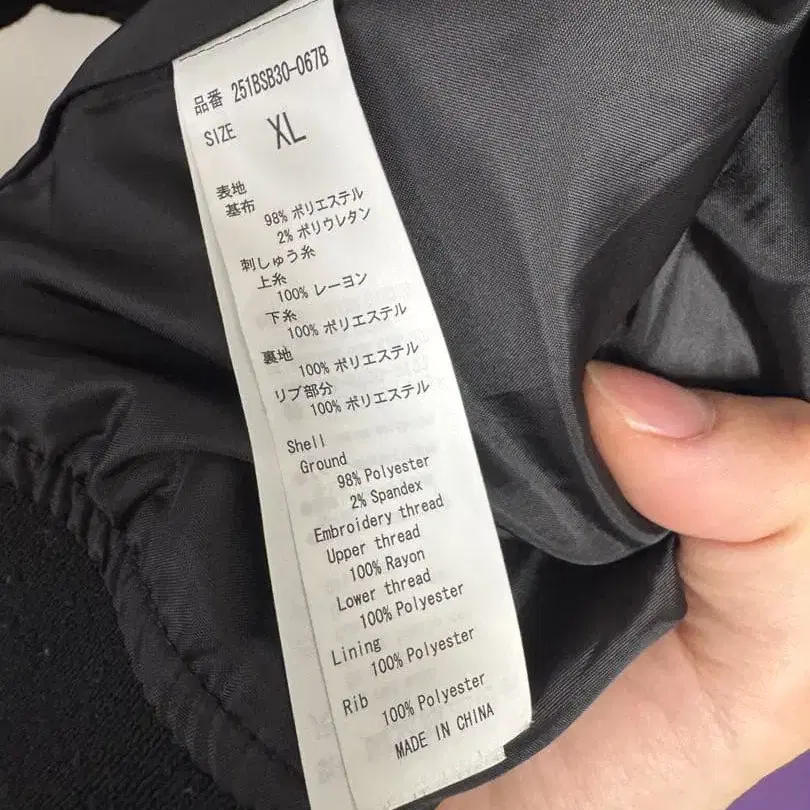 品番 251BSB30-067B
SIZE XL
表地
基布
98% ポリエステル
2% ポリウレタン
刺しゅう糸
上糸
100% レーヨン
下糸
100% ポリエステル
裏地
100% ポリエステル
リブ部分
100% ポリエステル
Shell
Ground
98% Polyester
2% Spandex
Embroidery thread
Upper thread
100% Rayon
Lower thread
100% Polyester
Lining
100% Polyester
Rib
100% Polyester
MADE IN CHINA